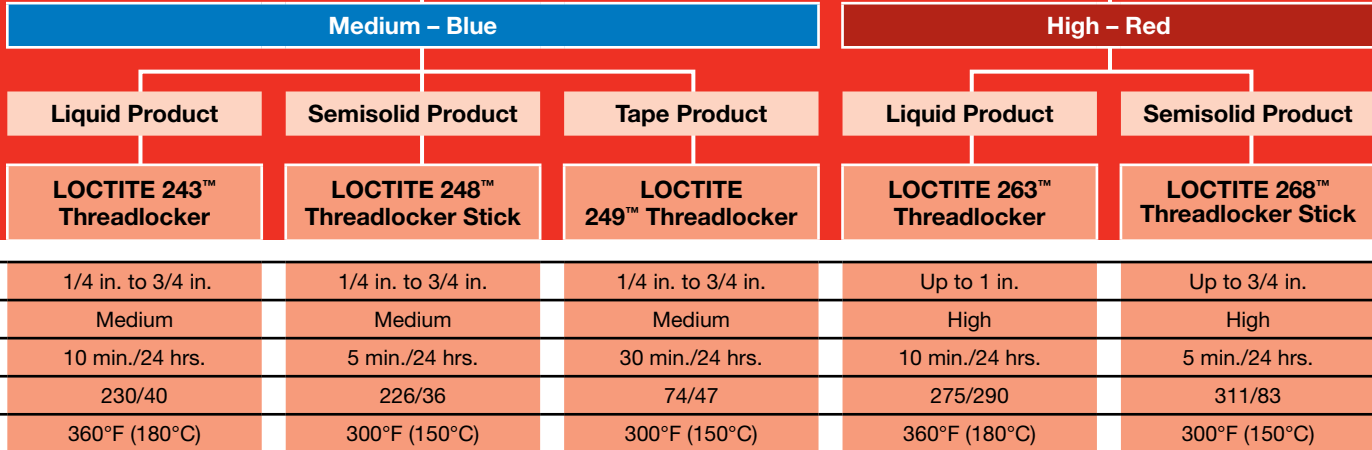 Medium – Blue
High – Red
Liquid Product
Semisolid Product
Tape Product
Liquid Product
Semisolid Product
LOCTITE 243™
Threadlocker
LOCTITE 248™
Threadlocker Stick
LOCTITE
249™ Threadlocker
LOCTITE 263™
Threadlocker
LOCTITE 268™
Threadlocker Stick
1/4 in. to 3/4 in. 1/4 in. to 3/4 in. 1/4 in. to 3/4 in. Up to 1 in. Up to 3/4 in.
Medium Medium Medium High High
10 min./24 hrs. 5 min./24 hrs. 30 min./24 hrs. 10 min./24 hrs. 5 min./24 hrs.
230/40 226/36 74/47 275/290 311/83
360°F (180°C) 300°F (150°C) 300°F (150°C) 360°F (180°C) 300°F (150°C)